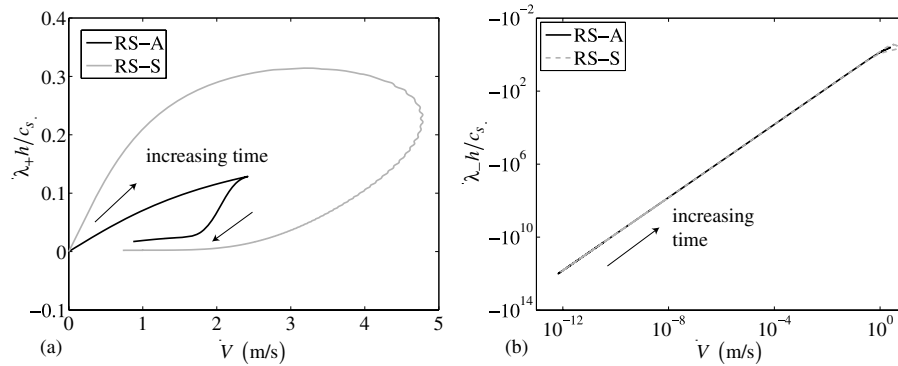 0.4
0.3
0.2
0.1
0
−0.1
λ₊h/cₛ
RS−A
RS−S
increasing time
0 1 2 3 4 5
(a)
V (m/s)
−10⁻²
−10²
−10⁶
−10¹⁰
−10¹⁴
λ₋h/cₛ
RS−A
RS−S
increasing
time
10⁻¹² 10⁻⁸ 10⁻⁴ 10⁰
(b)
V (m/s)